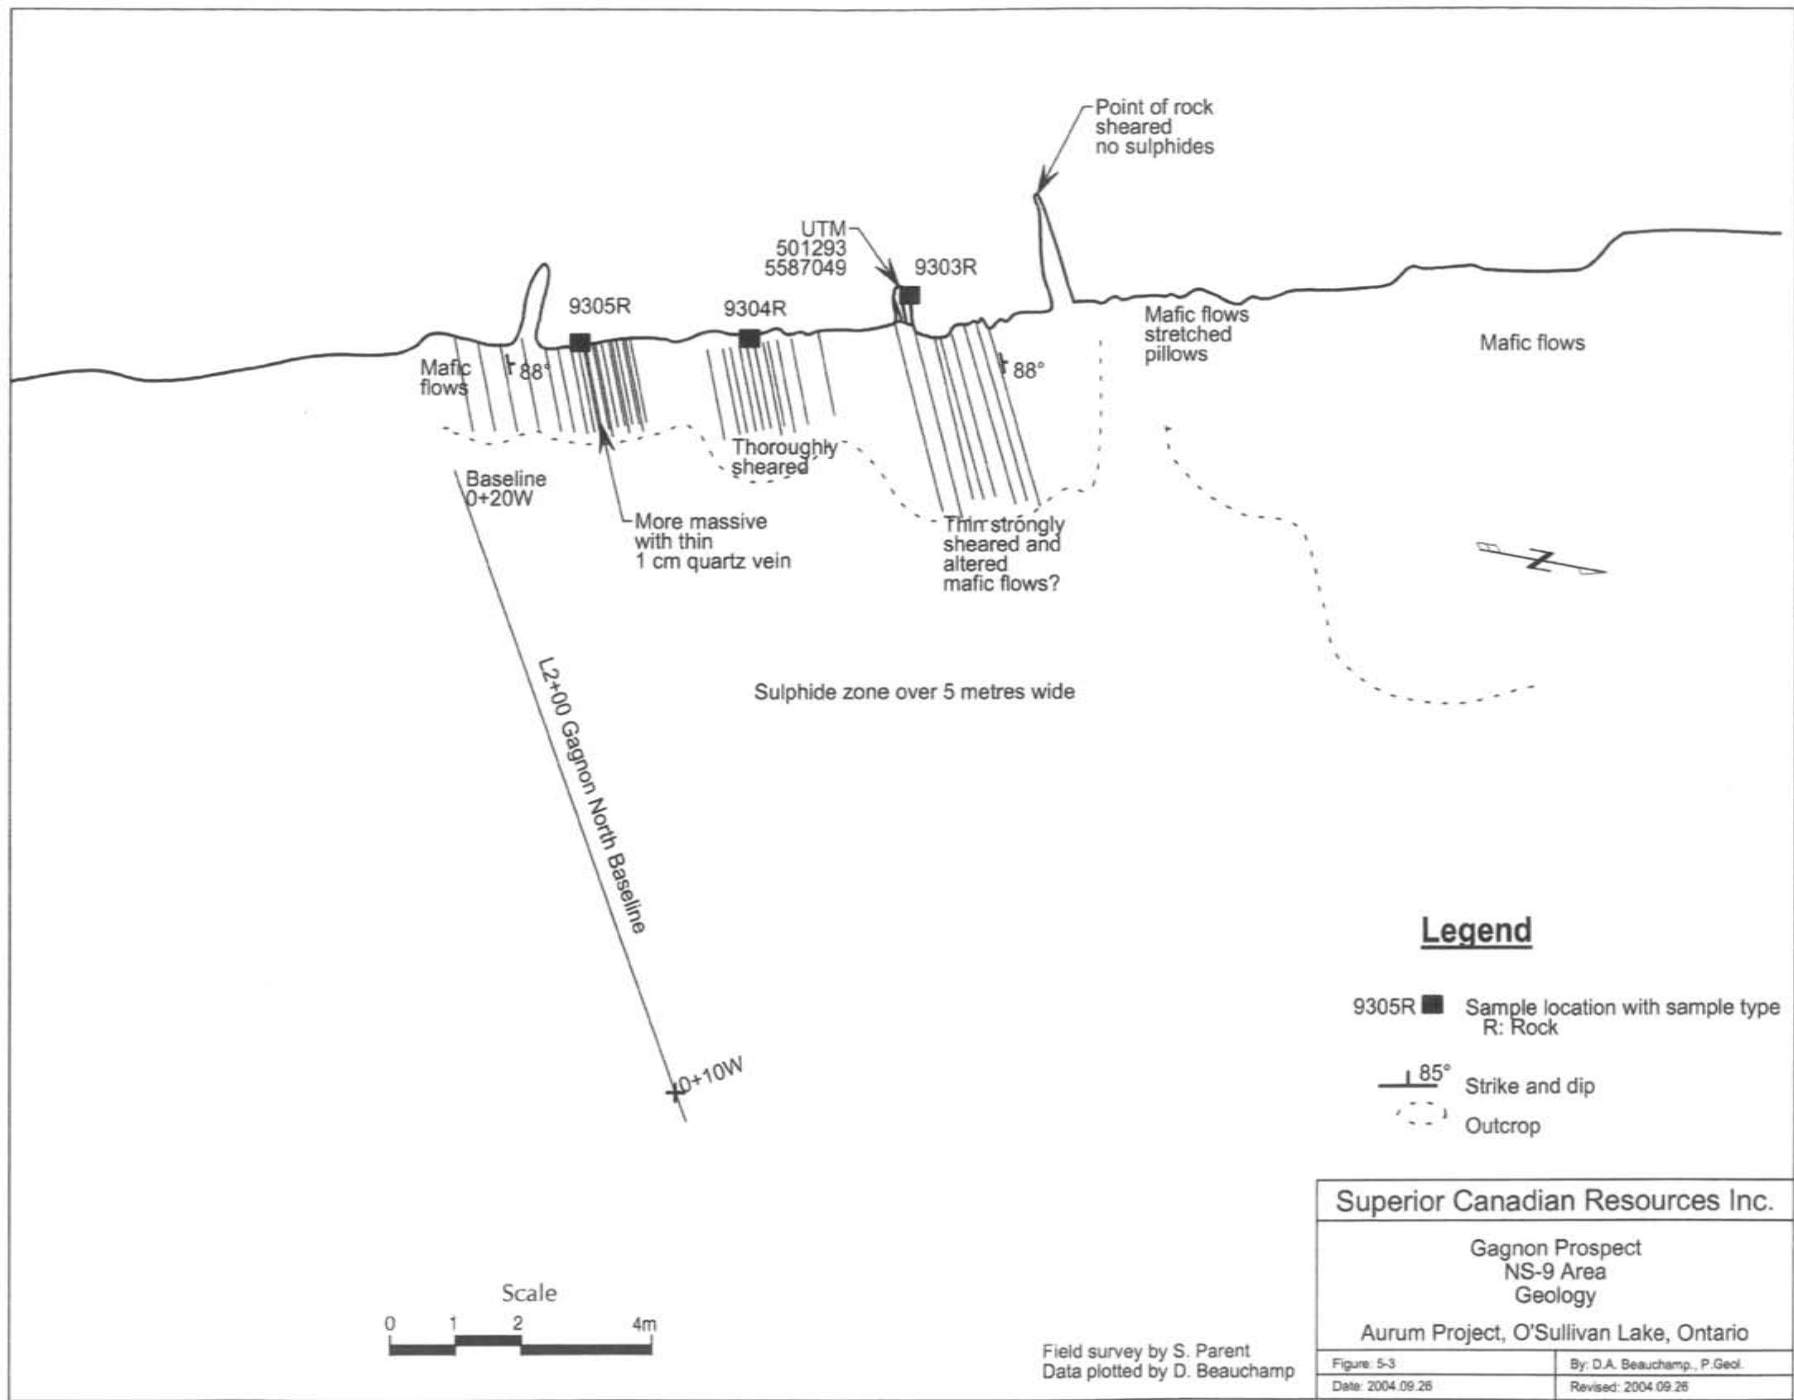 Point of rock
sheared
no sulphides
UTM
501293
5587049
9303R
9305R
9304R
Mafic
flows
88°
88°
Mafic flows
stretched
pillows
Mafic flows
Thoroughly
sheared
Baseline
0+20W
More massive
with thin
1 cm quartz vein
Thin strongly
sheared and
altered
mafic flows?
N
L2+00 Gagnon North Baseline
Sulphide zone over 5 metres wide
0+10W
Legend
9305R Sample location with sample type
R: Rock
85° Strike and dip
Outcrop
Scale
0 1 2 4m
Field survey by S. Parent
Data plotted by D. Beauchamp
Superior Canadian Resources Inc.
Gagnon Prospect
NS-9 Area
Geology
Aurum Project, O'Sullivan Lake, Ontario
Figure: 5-3 By: D.A. Beauchamp., P.Geol.
Date: 2004.09.26 Revised: 2004.09.26